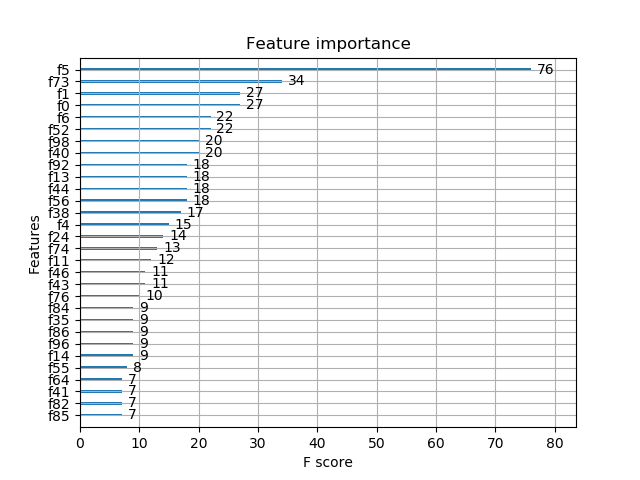 Feature importance
Features
f5 76
f73 34
f1 27
f0 27
f6 22
f52 22
f98 20
f40 20
f92 18
f13 18
f44 18
f56 18
f38 17
f4 15
f24 14
f74 13
f11 12
f46 11
f43 11
f76 10
f84 9
f35 9
f86 9
f96 9
f14 9
f55 8
f64 7
f41 7
f82 7
f85 7
0 10 20 30 40 50 60 70 80
F score